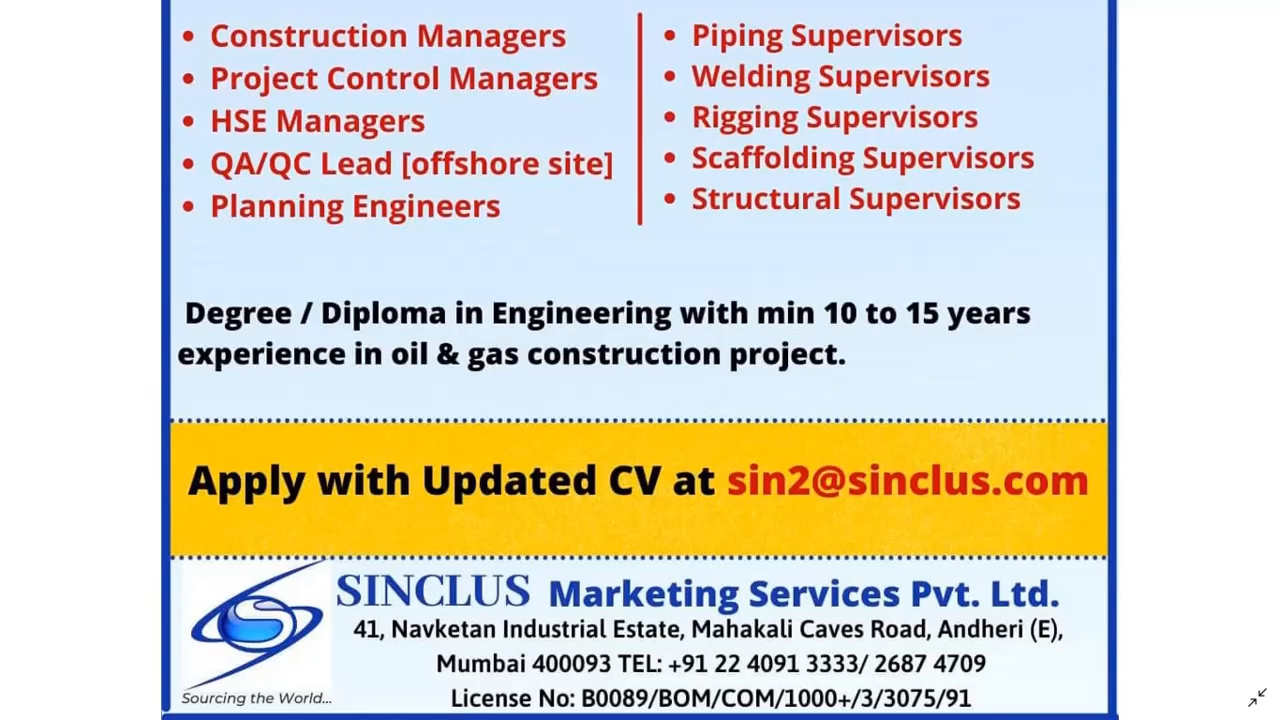 • Construction Managers
• Project Control Managers
• HSE Managers
• QA/QC Lead [offshore site]
• Planning Engineers
• Piping Supervisors
• Welding Supervisors
• Rigging Supervisors
• Scaffolding Supervisors
• Structural Supervisors
Degree / Diploma in Engineering with min 10 to 15 years
experience in oil & gas construction project.
Apply with Updated CV at sin2@sinclus.com
SINCLUS Marketing Services Pvt. Ltd.
41, Navketan Industrial Estate, Mahakali Caves Road, Andheri (E),
Mumbai 400093 TEL: +91 22 4091 3333/ 2687 4709
License No: B0089/BOM/COM/1000+/3/3075/91
Sourcing the World...